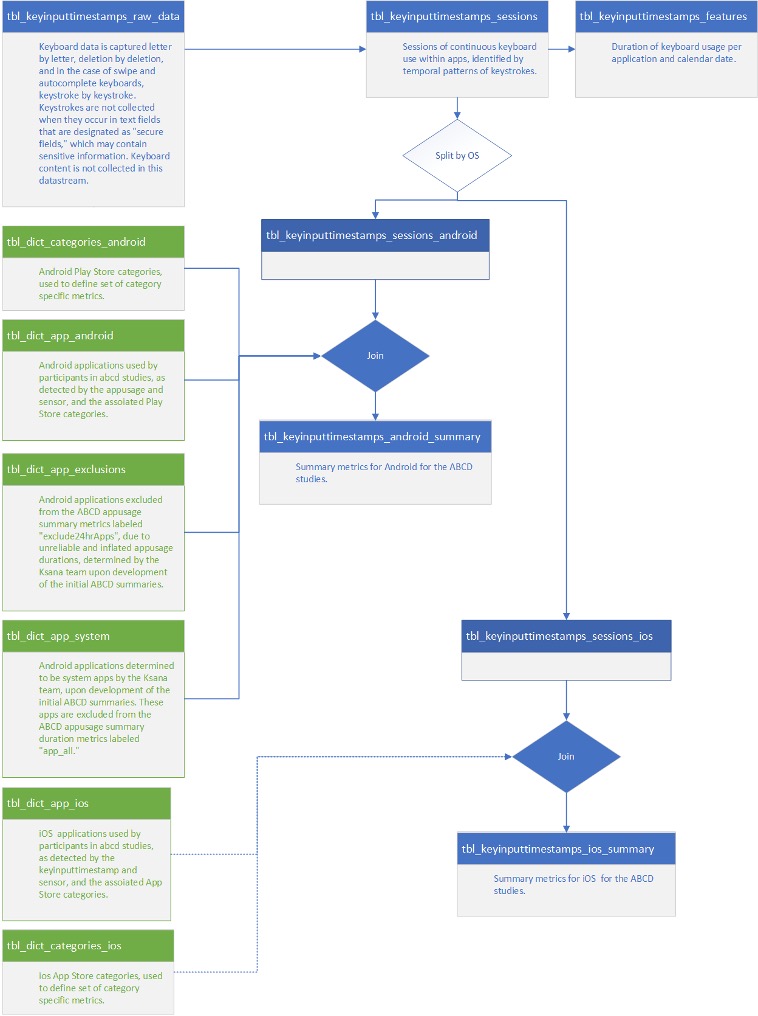 tbl_keyinputtimestamps_raw_data
Keyboard data is captured letter
by letter, deletion by deletion,
and in the case of swipe and
autocomplete keyboards,
keystroke by keystroke.
Keystrokes are not collected
when they occur in text fields
that are designated as "secure
fields," which may contain
sensitive information. Keyboard
content is not collected in this
datastream.
tbl_keyinputtimestamps_sessions
Sessions of continuous keyboard
use within apps, identified by
temporal patterns of keystrokes.
tbl_keyinputtimestamps_features
Duration of keyboard usage per
application and calendar date.
Split by OS
tbl_keyinputtimestamps_sessions_android
tbl_dict_categories_android
Android Play Store categories,
used to define set of category
specific metrics.
tbl_dict_app_android
Android applications used by
participants in abcd studies, as
detected by the appusage and
sensor, and the assoiated Play
Store categories.
Join
tbl_keyinputtimestamps_android_summary
Summary metrics for Android for the ABCD
studies.
tbl_dict_app_exclusions
Android applications excluded
from the ABCD appusage
summary metrics labeled
"exclude24hrApps", due to
unreliable and inflated appusage
durations, determined by the
Ksana team upon development
of the initial ABCD summaries.
tbl_dict_app_system
Android applications determined
to be system apps by the Ksana
team, upon development of the
initial ABCD summaries. These
apps are excluded from the
ABCD appusage summary
duration metrics labeled
"app_all."
tbl_keyinputtimestamps_sessions_ios
Join
tbl_dict_app_ios
iOS applications used by
participants in abcd studies,
as detected by the
keyinputtimestamp and
sensor, and the assoiated App
Store categories.
tbl_keyinputtimestamps_ios_summary
Summary metrics for iOS for the ABCD
studies.
tbl_dict_categories_ios
Ios App Store categories, used
to define set of category
specific metrics.